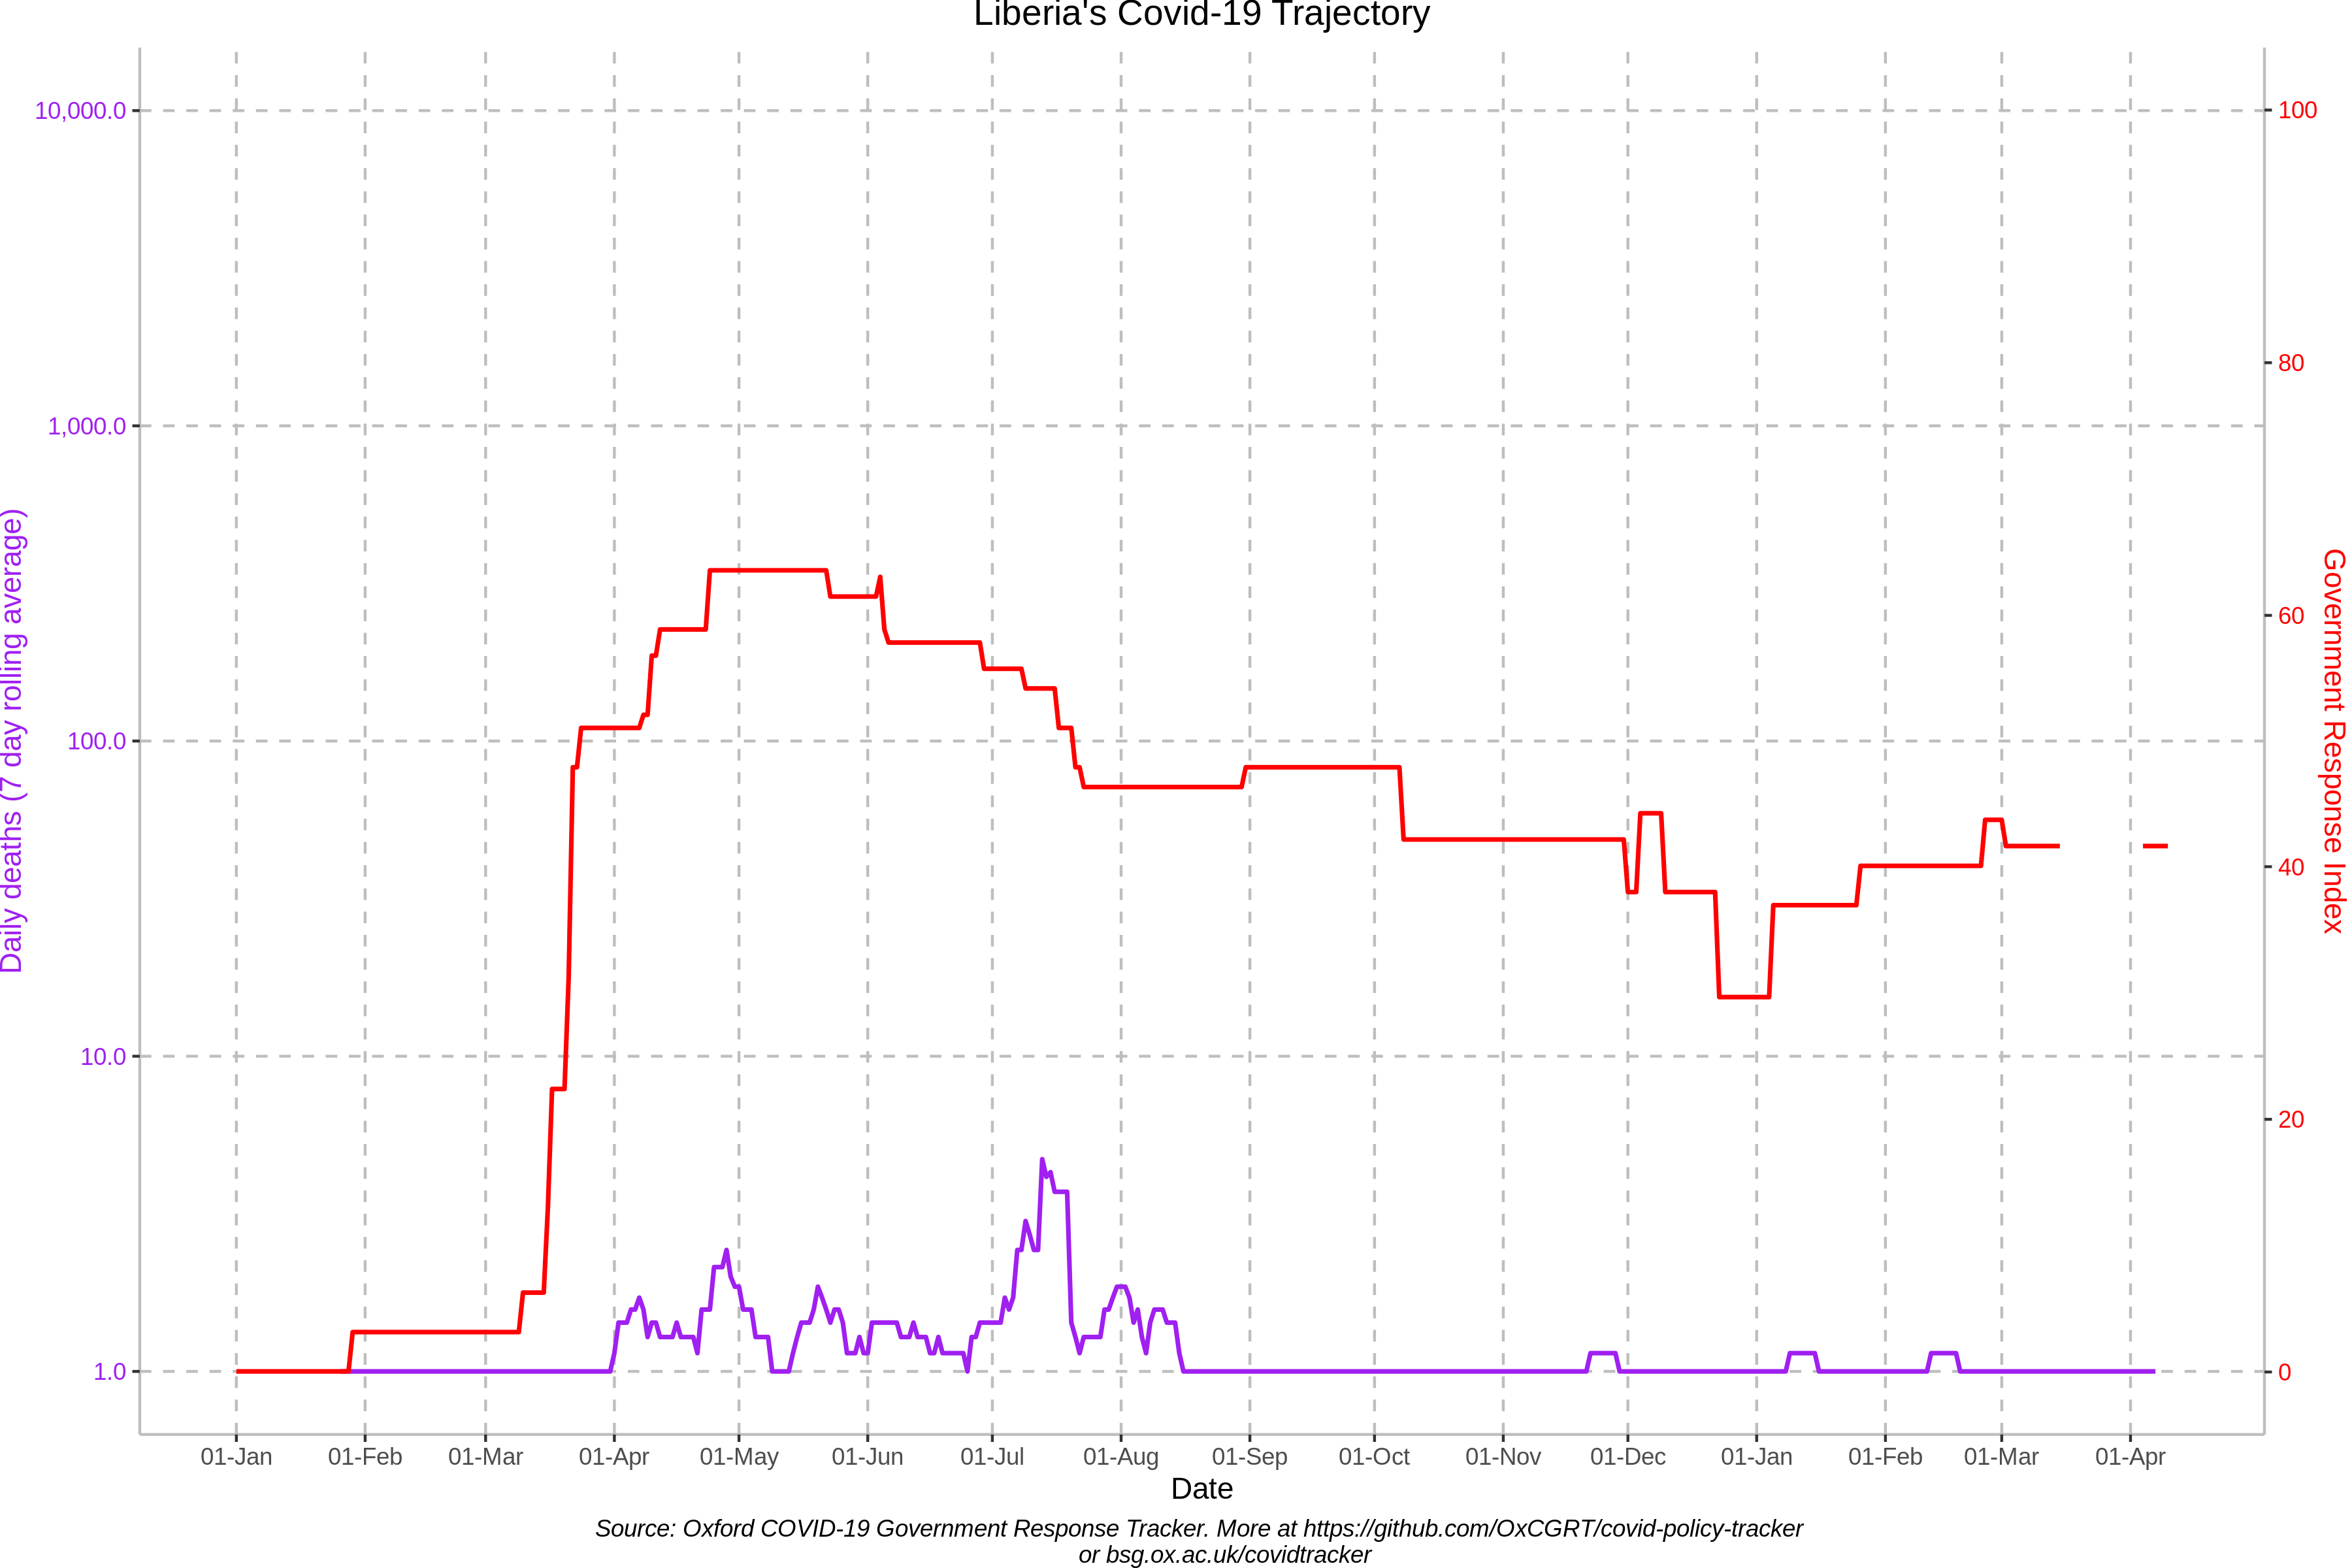 Liberia's Covid-19 Trajectory
10,000.0
1,000.0
100.0
10.0
1.0
Daily deaths (7 day rolling average)
100
80
60
40
20
0
Government Response Index
01-Jan 01-Feb 01-Mar 01-Apr 01-May 01-Jun 01-Jul 01-Aug 01-Sep 01-Oct 01-Nov 01-Dec 01-Jan 01-Feb 01-Mar 01-Apr
Date
Source: Oxford COVID-19 Government Response Tracker. More at https://github.com/OxCGRT/covid-policy-tracker
or bsg.ox.ac.uk/covidtracker